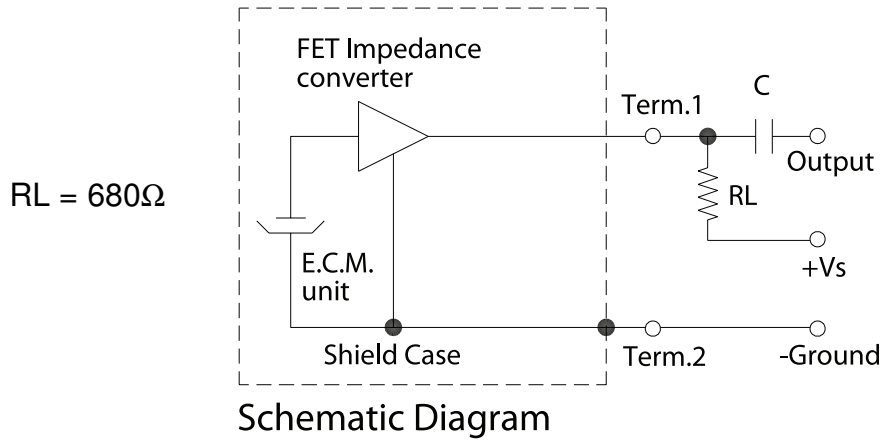 FET Impedance
converter
Term.1
C
Output
RL = 680Ω
RL
E.C.M.
unit
+Vs
Shield Case
Term.2
-Ground
Schematic Diagram